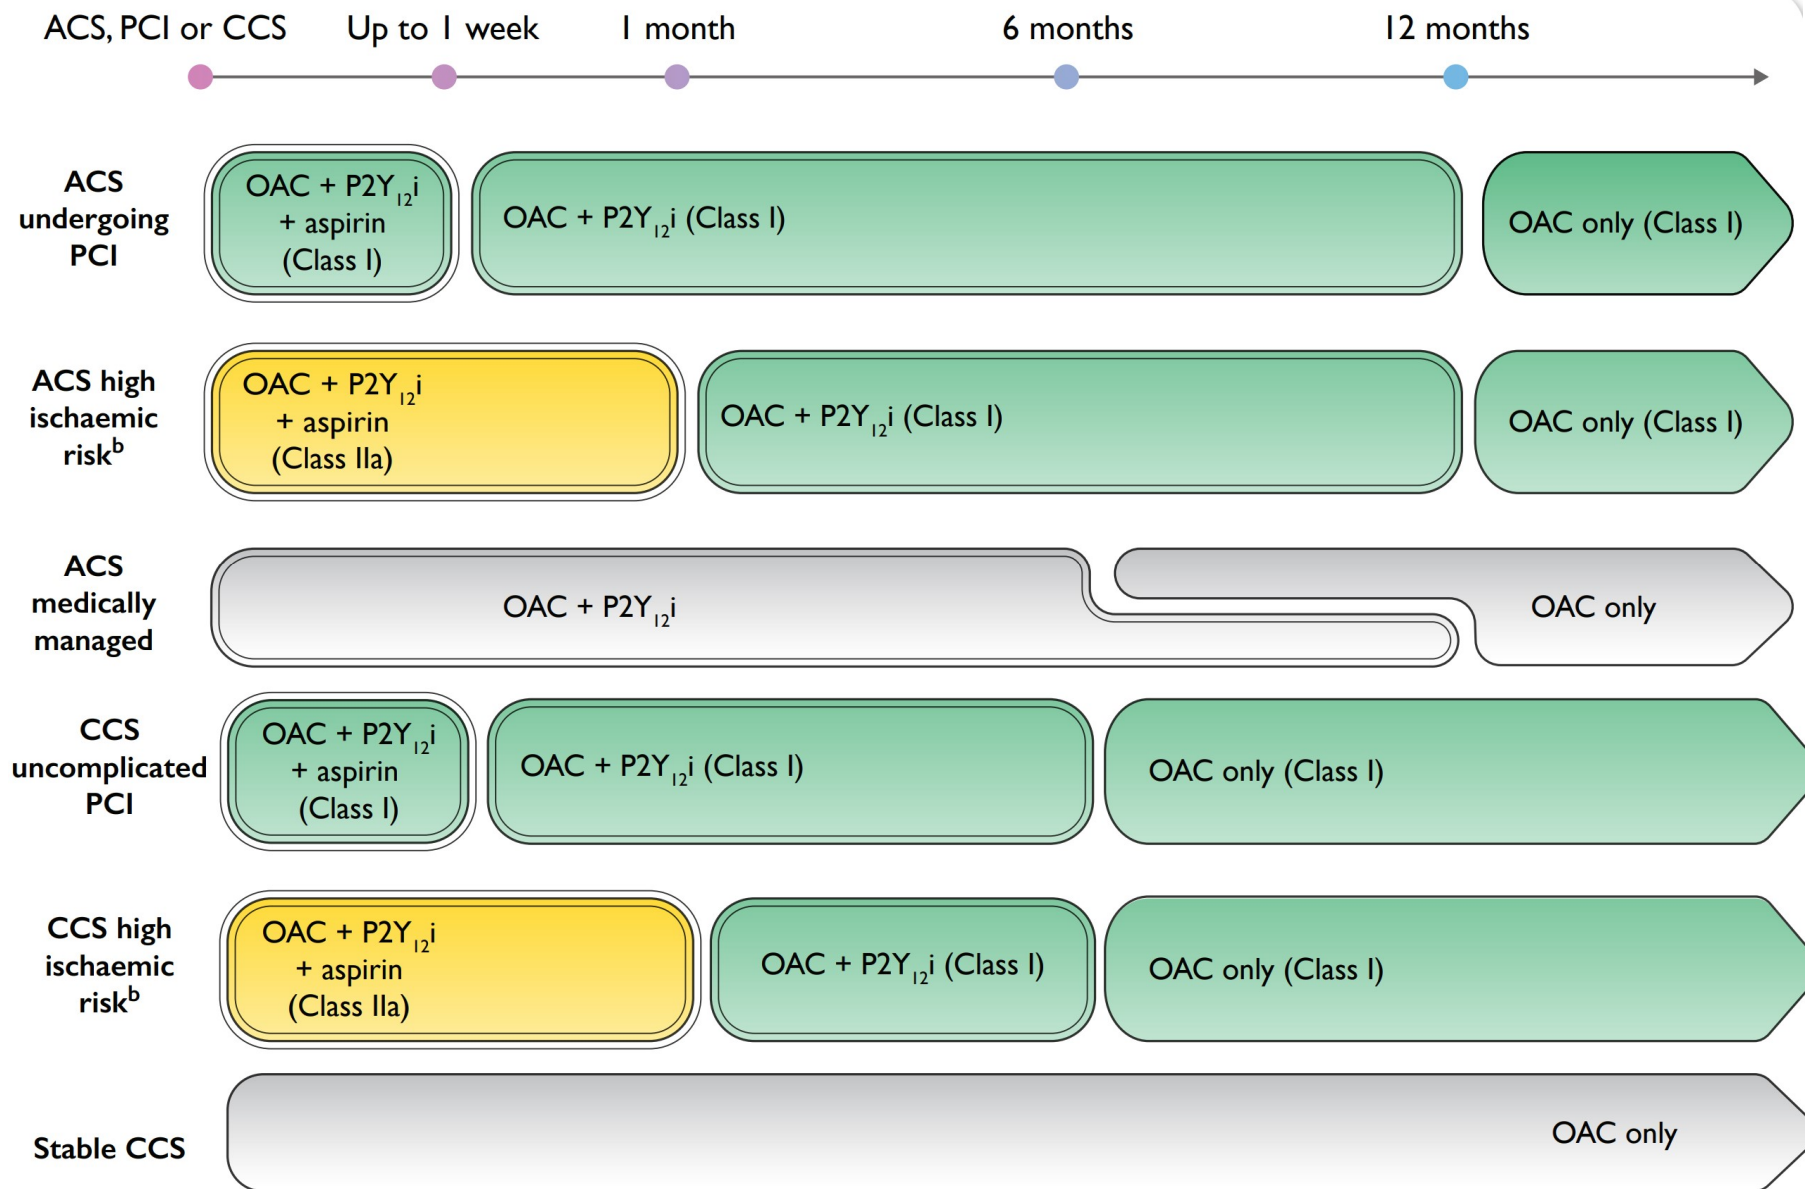 ACS, PCI or CCS Up to 1 week 1 month 6 months 12 months
ACS
undergoing
PCI
OAC + P2Y₁₂i
+ aspirin
(Class I)
OAC + P2Y₁₂i (Class I)
OAC only (Class I)
ACS high
ischaemic
riskᵇ
OAC + P2Y₁₂i
+ aspirin
(Class IIa)
OAC + P2Y₁₂i (Class I)
OAC only (Class I)
ACS
medically
managed
OAC + P2Y₁₂i
OAC only
CCS
uncomplicated
PCI
OAC + P2Y₁₂i
+ aspirin
(Class I)
OAC + P2Y₁₂i (Class I)
OAC only (Class I)
CCS high
ischaemic
riskᵇ
OAC + P2Y₁₂i
+ aspirin
(Class IIa)
OAC + P2Y₁₂i (Class I)
OAC only (Class I)
Stable CCS
OAC only